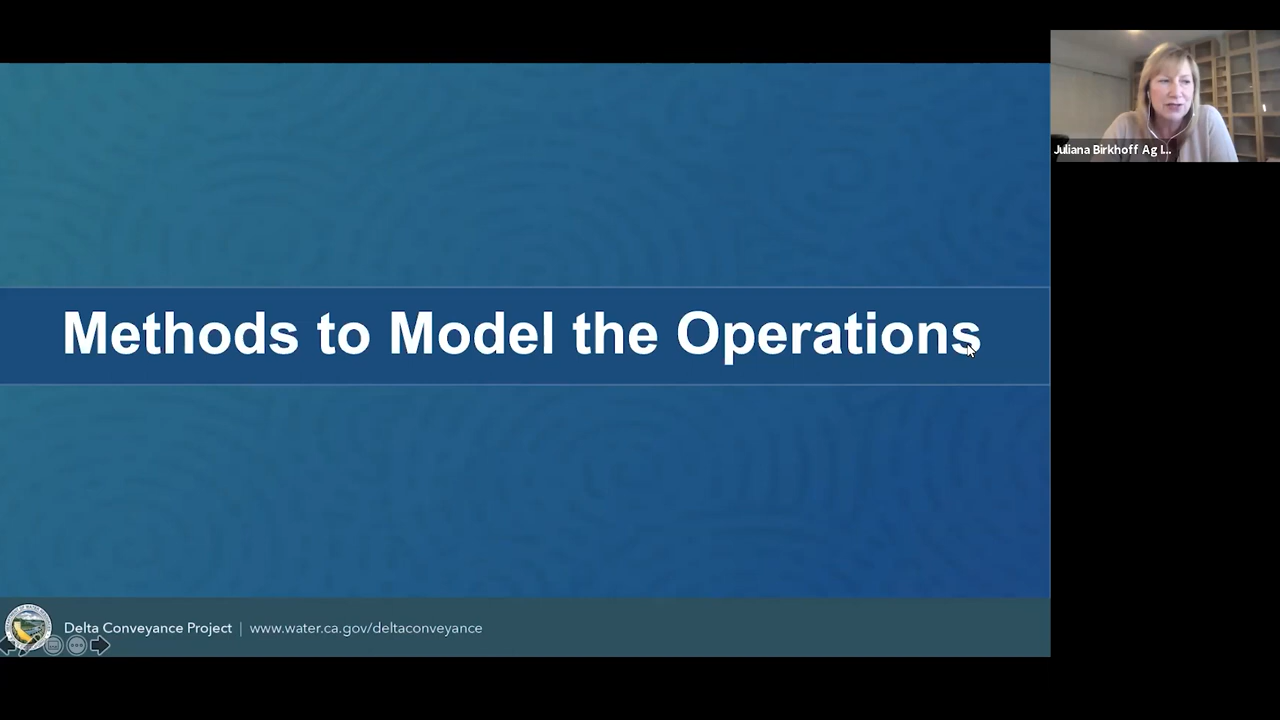 Juliana Birkhoff Ag L..
Methods to Model the Operations
Delta Conveyance Project | www.water.ca.gov/deltaconveyance